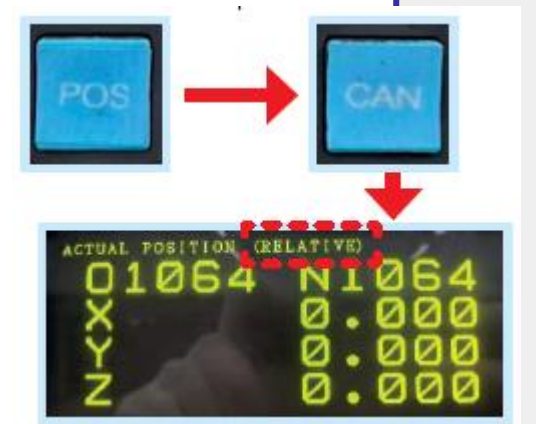 POS
CAN
ACTUAL POSITION (RELATIVE)
O1064 N1064
X 0.000
Y 0.000
Z 0.000